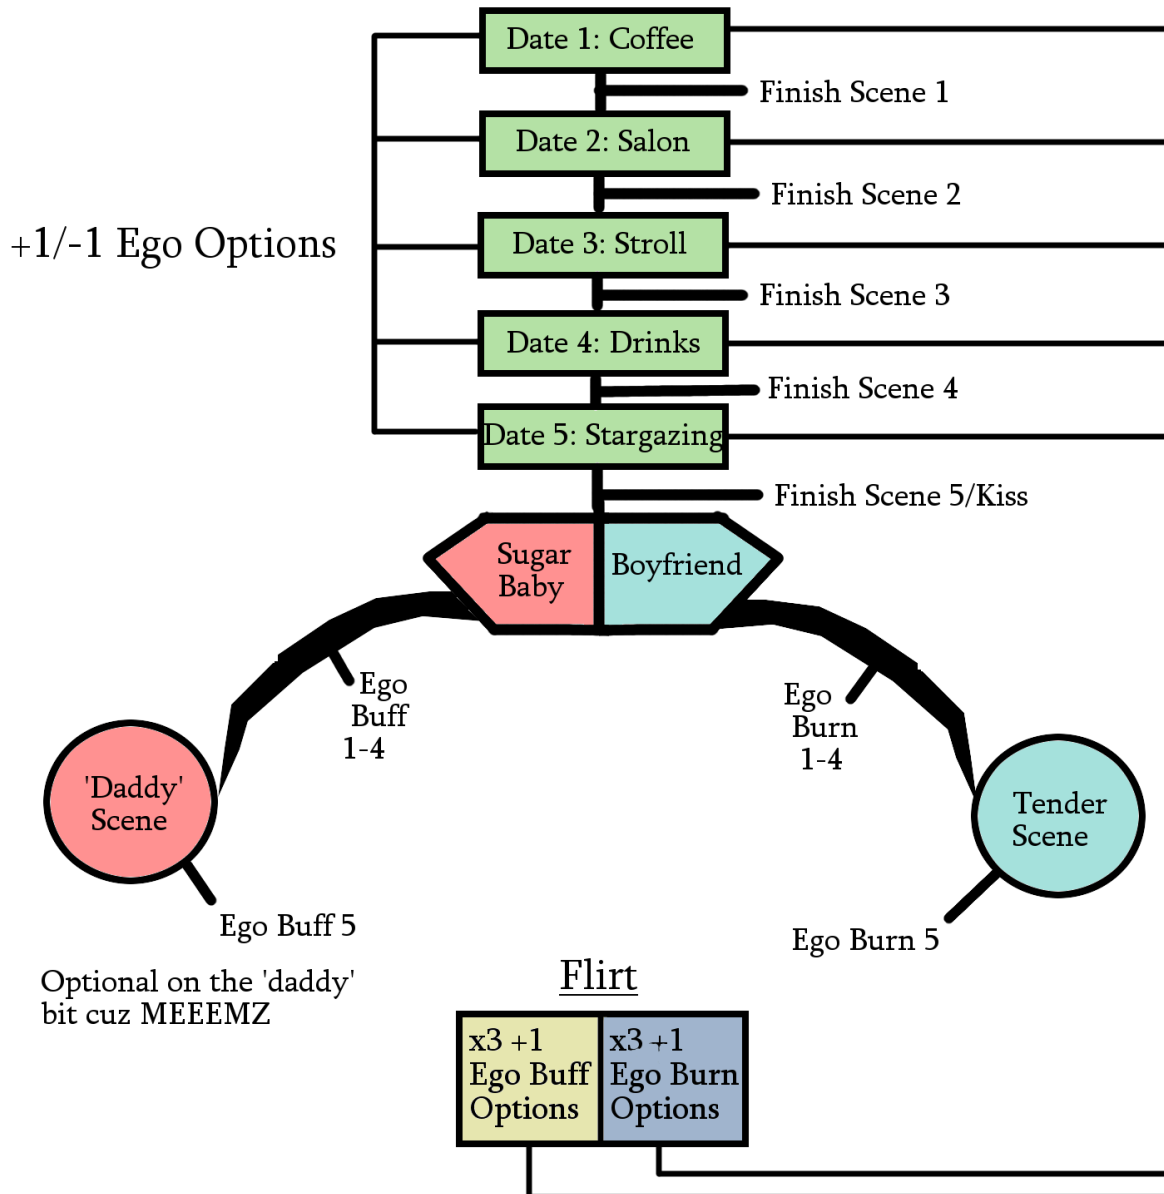 Date 1: Coffee
Finish Scene 1
Date 2: Salon
Finish Scene 2
+1/-1 Ego Options
Date 3: Stroll
Finish Scene 3
Date 4: Drinks
Finish Scene 4
Date 5: Stargazing
Finish Scene 5/Kiss
Sugar
Baby
Boyfriend
Ego
Buff
1-4
Ego
Burn
1-4
'Daddy'
Scene
Tender
Scene
Ego Buff 5
Ego Burn 5
Optional on the 'daddy'
bit cuz MEEEMZ
Flirt
x3 +1
Ego Buff
Options
x3 +1
Ego Burn
Options